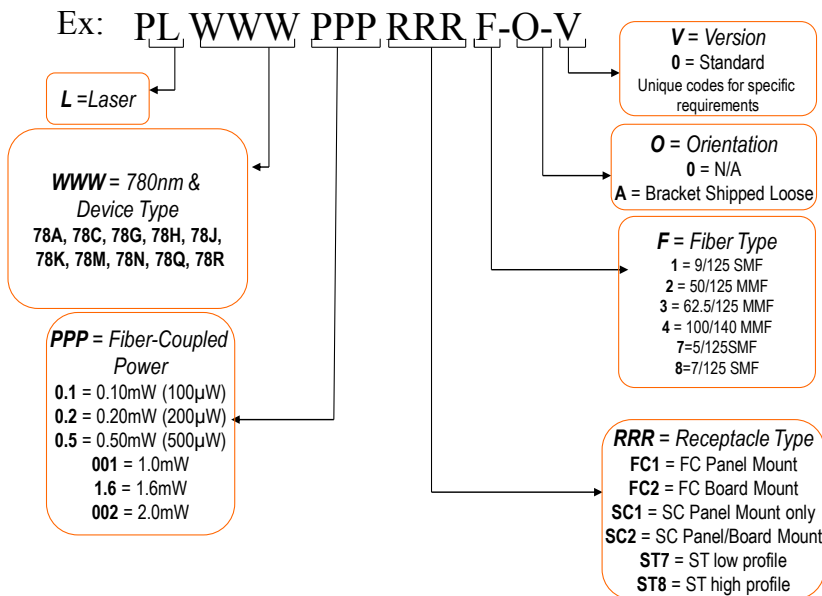 Ex: PL WWW PPP RRR F-O-V
L =Laser
WWW = 780nm &
Device Type
78A, 78C, 78G, 78H, 78J,
78K, 78M, 78N, 78Q, 78R
PPP = Fiber-Coupled
Power
0.1 = 0.10mW (100µW)
0.2 = 0.20mW (200µW)
0.5 = 0.50mW (500µW)
001 = 1.0mW
1.6 = 1.6mW
002 = 2.0mW
V = Version
0 = Standard
Unique codes for specific
requirements
O = Orientation
0 = N/A
A = Bracket Shipped Loose
F = Fiber Type
1 = 9/125 SMF
2 = 50/125 MMF
3 = 62.5/125 MMF
4 = 100/140 MMF
7=5/125SMF
8=7/125 SMF
RRR = Receptacle Type
FC1 = FC Panel Mount
FC2 = FC Board Mount
SC1 = SC Panel Mount only
SC2 = SC Panel/Board Mount
ST7 = ST low profile
ST8 = ST high profile